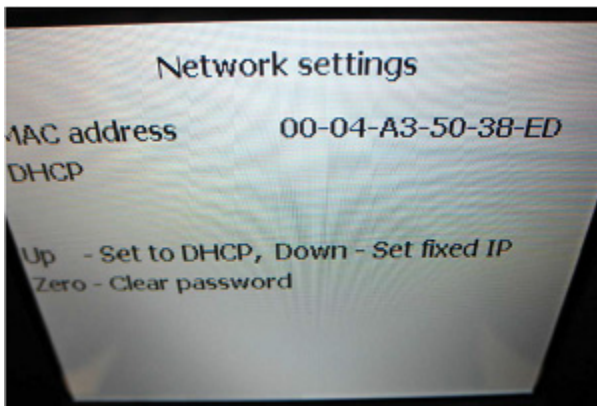 Network settings
MAC address 00-04-A3-50-38-ED
DHCP
Up - Set to DHCP, Down - Set fixed IP
Zero - Clear password